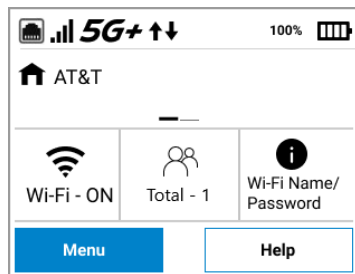 5G+ 100%
AT&T
Wi-Fi - ON
Total - 1
Wi-Fi Name/
Password
Menu
Help